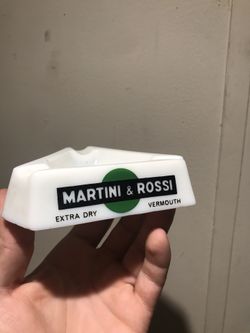 MARTINI & ROSSI
EXTRA DRY VERMOUTH